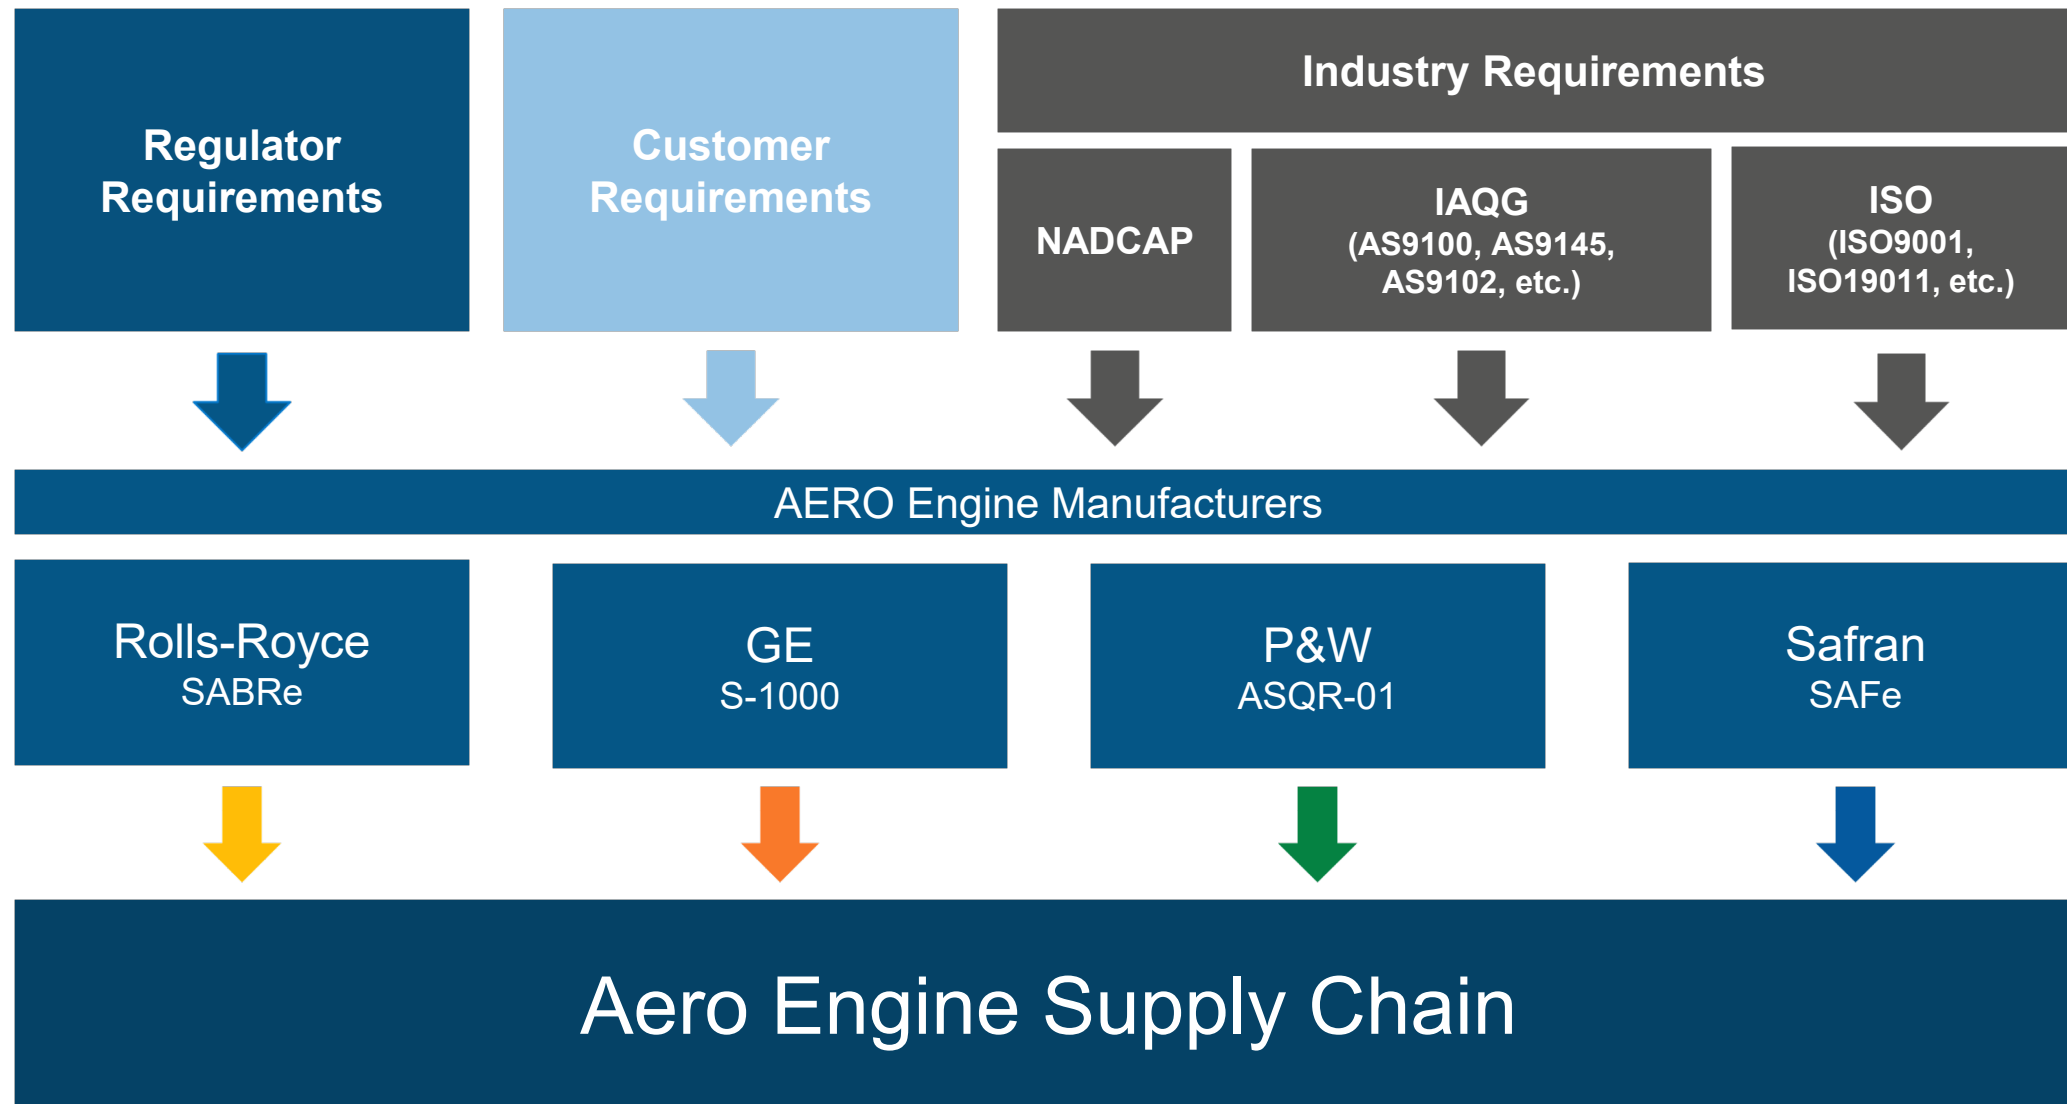 Regulator
Requirements
Customer
Requirements
Industry Requirements
NADCAP
IAQG
(AS9100, AS9145,
AS9102, etc.)
ISO
(ISO9001,
ISO19011, etc.)
AERO Engine Manufacturers
Rolls-Royce
SABRe
GE
S-1000
P&W
ASQR-01
Safran
SAFe
Aero Engine Supply Chain